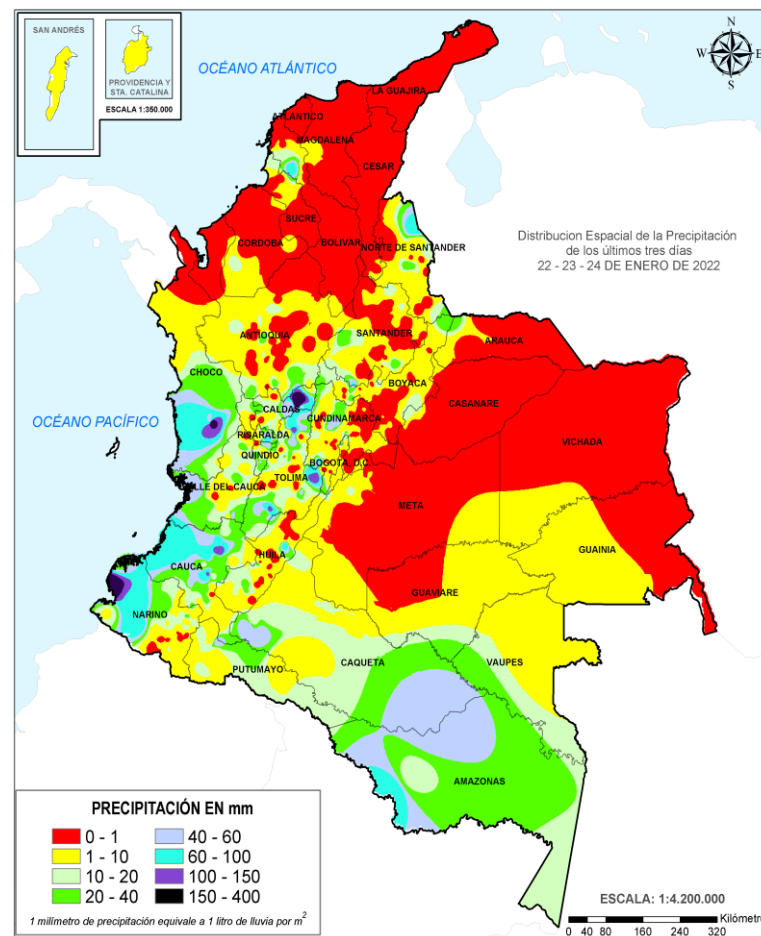 SAN ANDRÉS
PROVIDENCIA Y
STA. CATALINA
ESCALA 1:350.000
OCÉANO ATLÁNTICO
N
W
E
S
LA GUAJIRA
ATLANTICO
MAGDALENA
CESAR
SUCRE
CORDOBA
BOLIVAR
NORTE DE SANTANDER
Distribucion Espacial de la Precipitación
de los últimos tres días
22 - 23 - 24 DE ENERO DE 2022
ANTIOQUIA
SANTANDER
ARAUCA
CHOCO
BOYACA
CASANARE
CALDAS
CUNDINAMARCA
OCÉANO PACÍFICO
RISARALDA
VICHADA
QUINDIO
BOGOTA, D.C
TOLIMA
VALLE DEL CAUCA
META
GUAINIA
HUILA
CAUCA
GUAVIARE
NARINO
CAQUETA
VAUPES
PUTUMAYO
AMAZONAS
PRECIPITACIÓN EN mm
0 - 1
40 - 60
1 - 10
60 - 100
10 - 20
100 - 150
20 - 40
150 - 400
1 milímetro de precipitación equivale a 1 litro de lluvia por m²
ESCALA: 1:4.200.000
Kilómetro
0 40 80 160 240 320